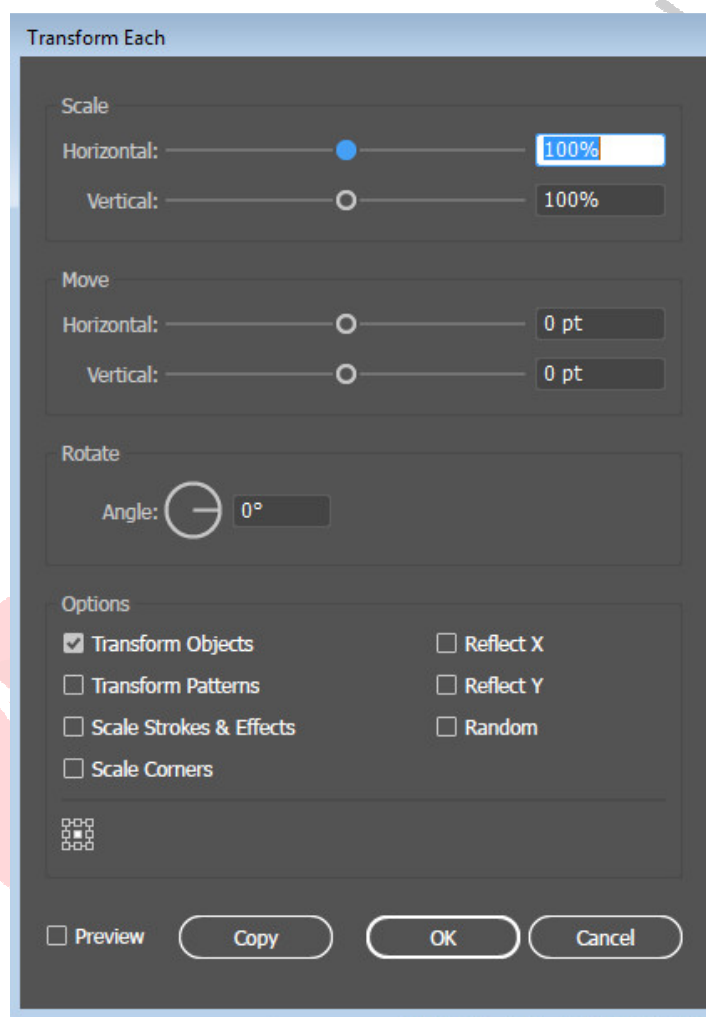 Transform Each
Scale
Horizontal: 100%
Vertical: 100%
Move
Horizontal: 0 pt
Vertical: 0 pt
Rotate
Angle: 0°
Options
Transform Objects Reflect X
Transform Patterns Reflect Y
Scale Strokes & Effects Random
Scale Corners
Preview Copy OK Cancel